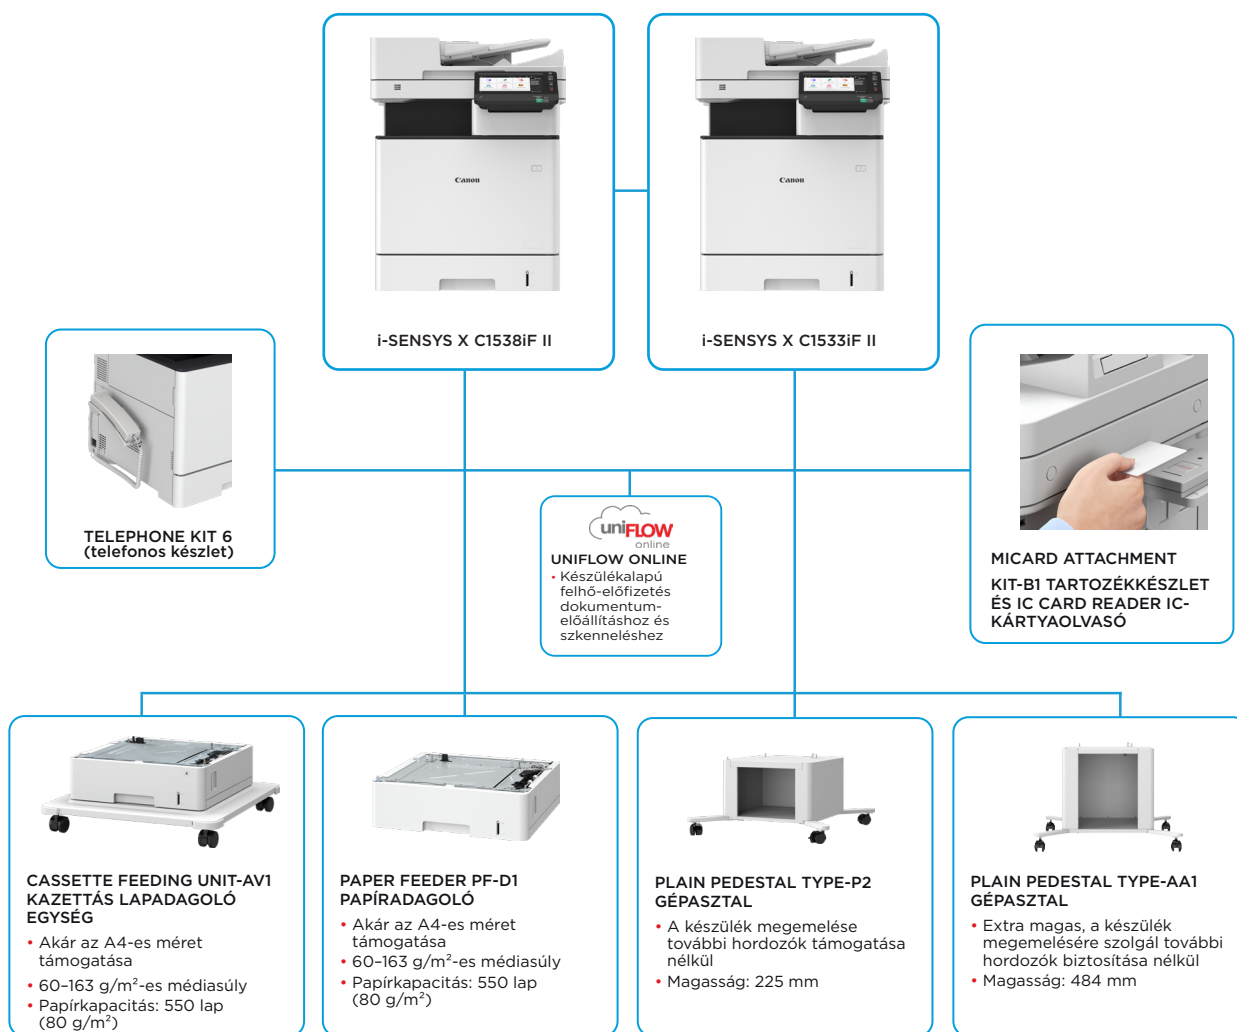 Canon
Canon
i-SENSYS X C1538iF II
i-SENSYS X C1533iF II
TELEPHONE KIT 6
(telefonos készlet)
uniFLOW
online
UNIFLOW ONLINE
• Készülékalapú
felhő-előfizetés
dokumentum-
előállításhoz és
szkenneléshez
MICARD ATTACHMENT
KIT-B1 TARTOZÉKKÉSZLET
ÉS IC CARD READER IC-
KÁRTYAOLVASÓ
CASSETTE FEEDING UNIT-AV1
KAZETTÁS LAPADAGOLÓ
EGYSÉG
• Akár az A4-es méret
támogatása
• 60–163 g/m²-es médiasúly
• Papírkapacitás: 550 lap
(80 g/m²)
PAPER FEEDER PF-D1
PAPÍRADAGOLÓ
• Akár az A4-es méret
támogatása
• 60–163 g/m²-es médiasúly
• Papírkapacitás: 550 lap
(80 g/m²)
PLAIN PEDESTAL TYPE-P2
GÉPASZTAL
• A készülék megemelése
további hordozók támogatása
nélkül
• Magasság: 225 mm
PLAIN PEDESTAL TYPE-AA1
GÉPASZTAL
• Extra magas, a készülék
megemelésére szolgál további
hordozók biztosítása nélkül
• Magasság: 484 mm